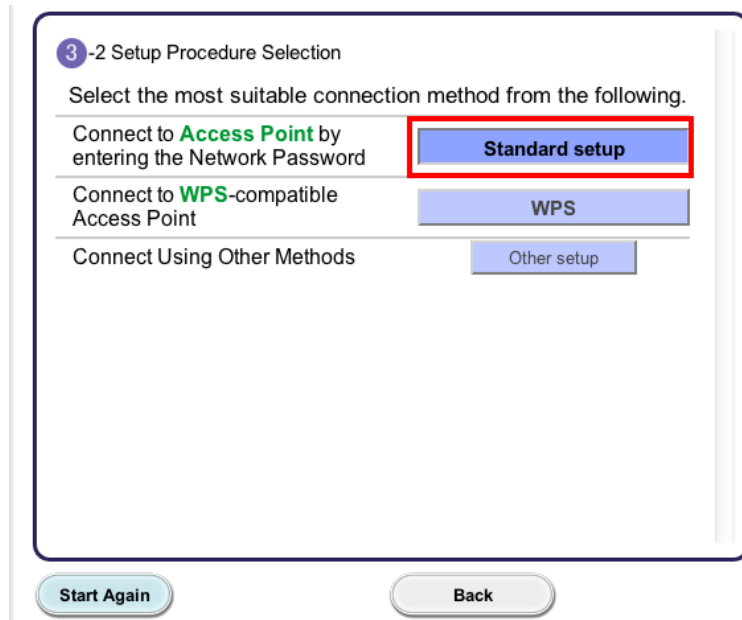 3-2 Setup Procedure Selection
Select the most suitable connection method from the following.
Connect to Access Point by
entering the Network Password
Standard setup
Connect to WPS-compatible
Access Point
WPS
Connect Using Other Methods
Other setup
Start Again
Back